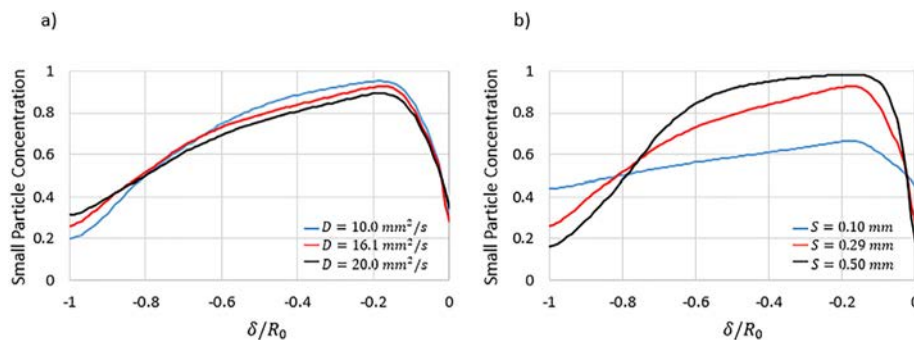 a)
Small Particle Concentration
1
0.8
0.6
0.4
0.2
0
-1 -0.8 -0.6 -0.4 -0.2 0
δ/R₀
D = 10.0 mm²/s
D = 16.1 mm²/s
D = 20.0 mm²/s
b)
Small Particle Concentration
1
0.8
0.6
0.4
0.2
0
-1 -0.8 -0.6 -0.4 -0.2 0
δ/R₀
S = 0.10 mm
S = 0.29 mm
S = 0.50 mm